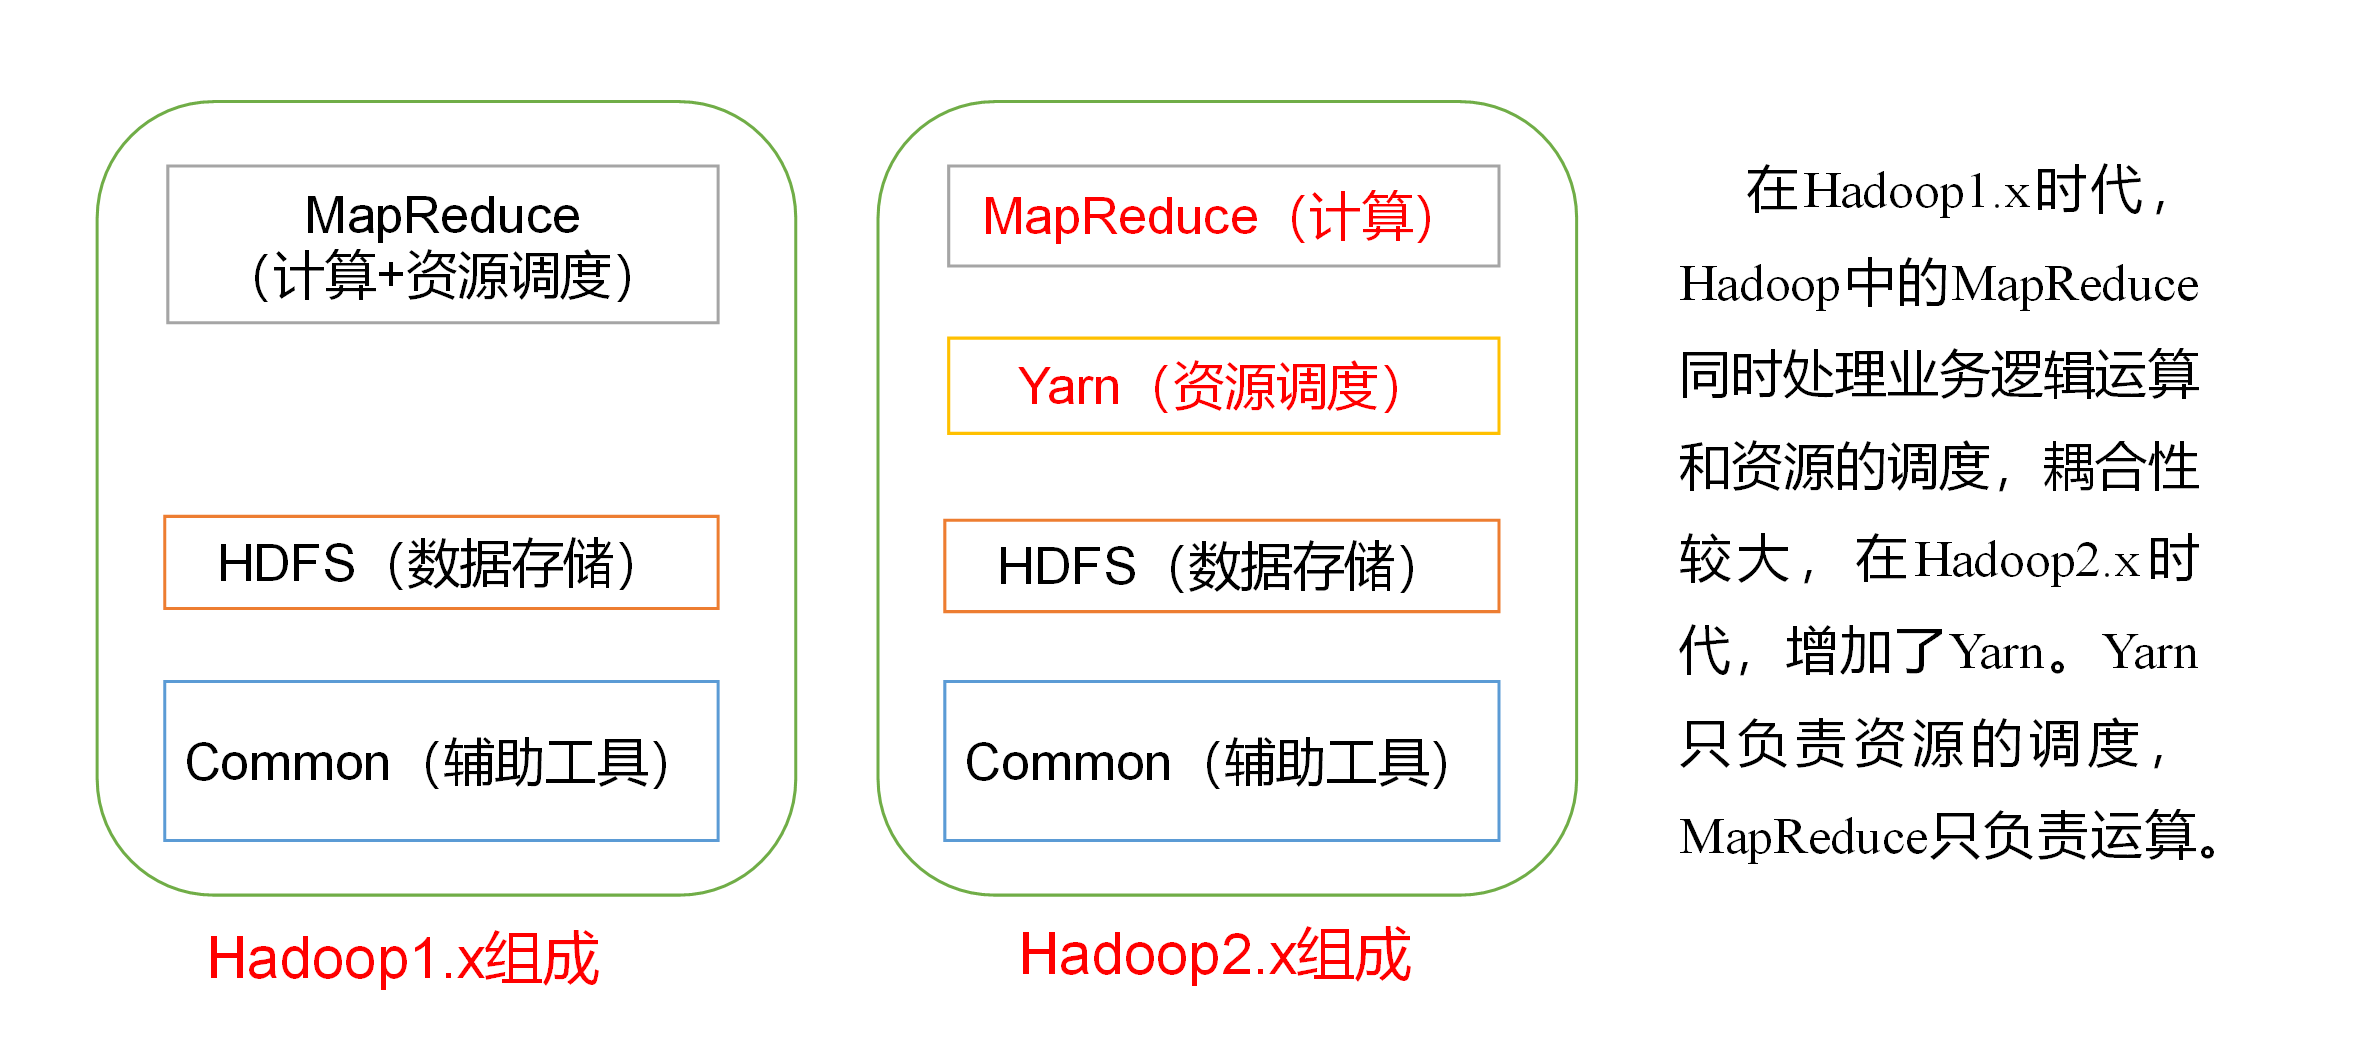 MapReduce
（计算+资源调度）
HDFS（数据存储）
Common（辅助工具）
Hadoop1.x组成
MapReduce（计算）
Yarn（资源调度）
HDFS（数据存储）
Common（辅助工具）
Hadoop2.x组成
在Hadoop1.x时代，
Hadoop中的MapReduce
同时处理业务逻辑运算
和资源的调度，耦合性
较大，在Hadoop2.x时
代，增加了Yarn。Yarn
只负责资源的调度，
MapReduce只负责运算。